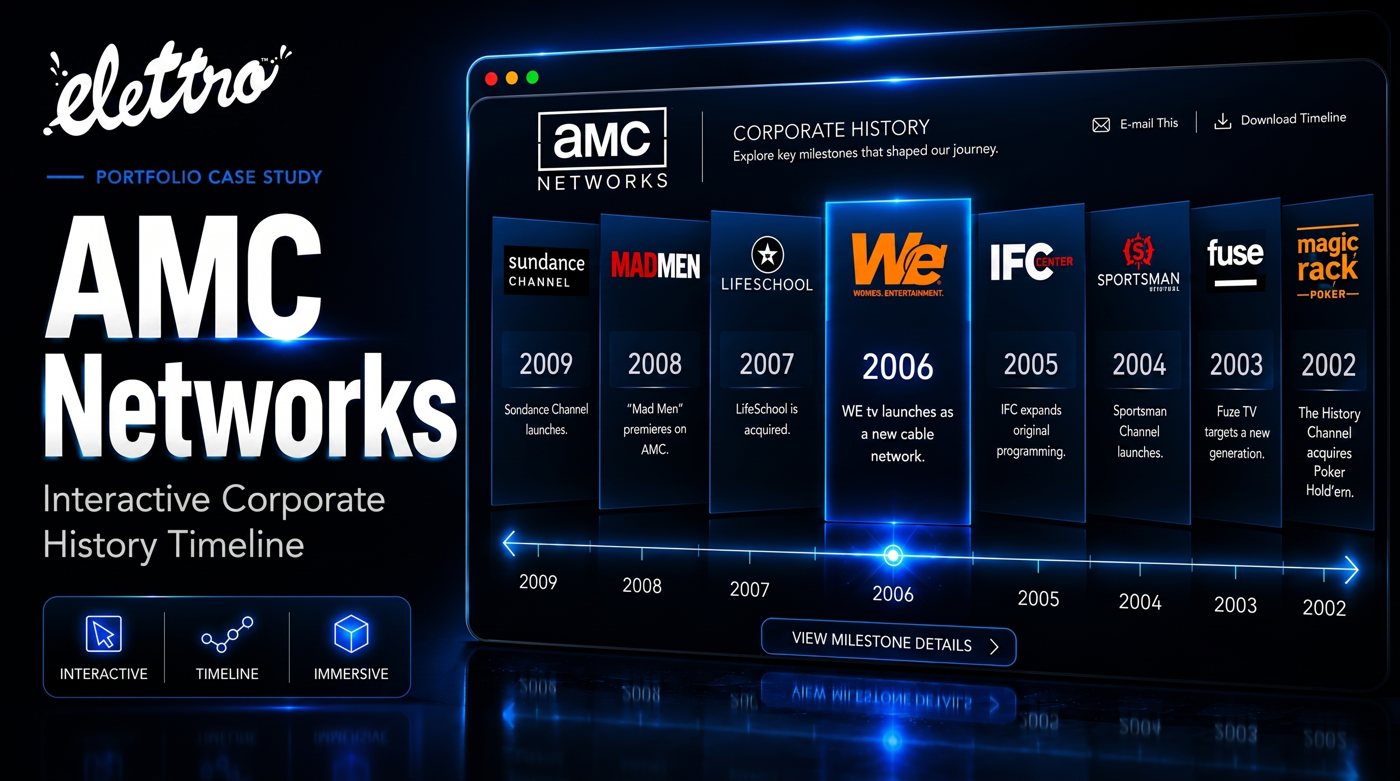 elettro™
PORTFOLIO CASE STUDY
AMC
Networks
Interactive Corporate
History Timeline
INTERACTIVE
TIMELINE
IMMERSIVE
aMC
NETWORKS
CORPORATE HISTORY
Explore key milestones that shaped our journey.
E-mail This
Download Timeline
sundance
CHANNEL
2009
Sondance Channel
launches.
MADMEN
2008
"Mad Men"
premieres on
AMC.
LIFESCHOOL
2007
LifeSchool is
acquired.
We
WOMES. ENTERTAINMENT.
2006
WE tv launches as
a new cable
network.
IFC CENTER
2005
IFC expands
original
programming.
S
SPORTSMAN
2004
Sportsman
Channel
launches.
fuse
2003
Fuze TV
targets a new
generation.
magic
rack
POKER
2002
The History
Channel
acquires
Poker
Hold'ern.
2009
2008
2007
2006
2005
2004
2003
2002
VIEW MILESTONE DETAILS